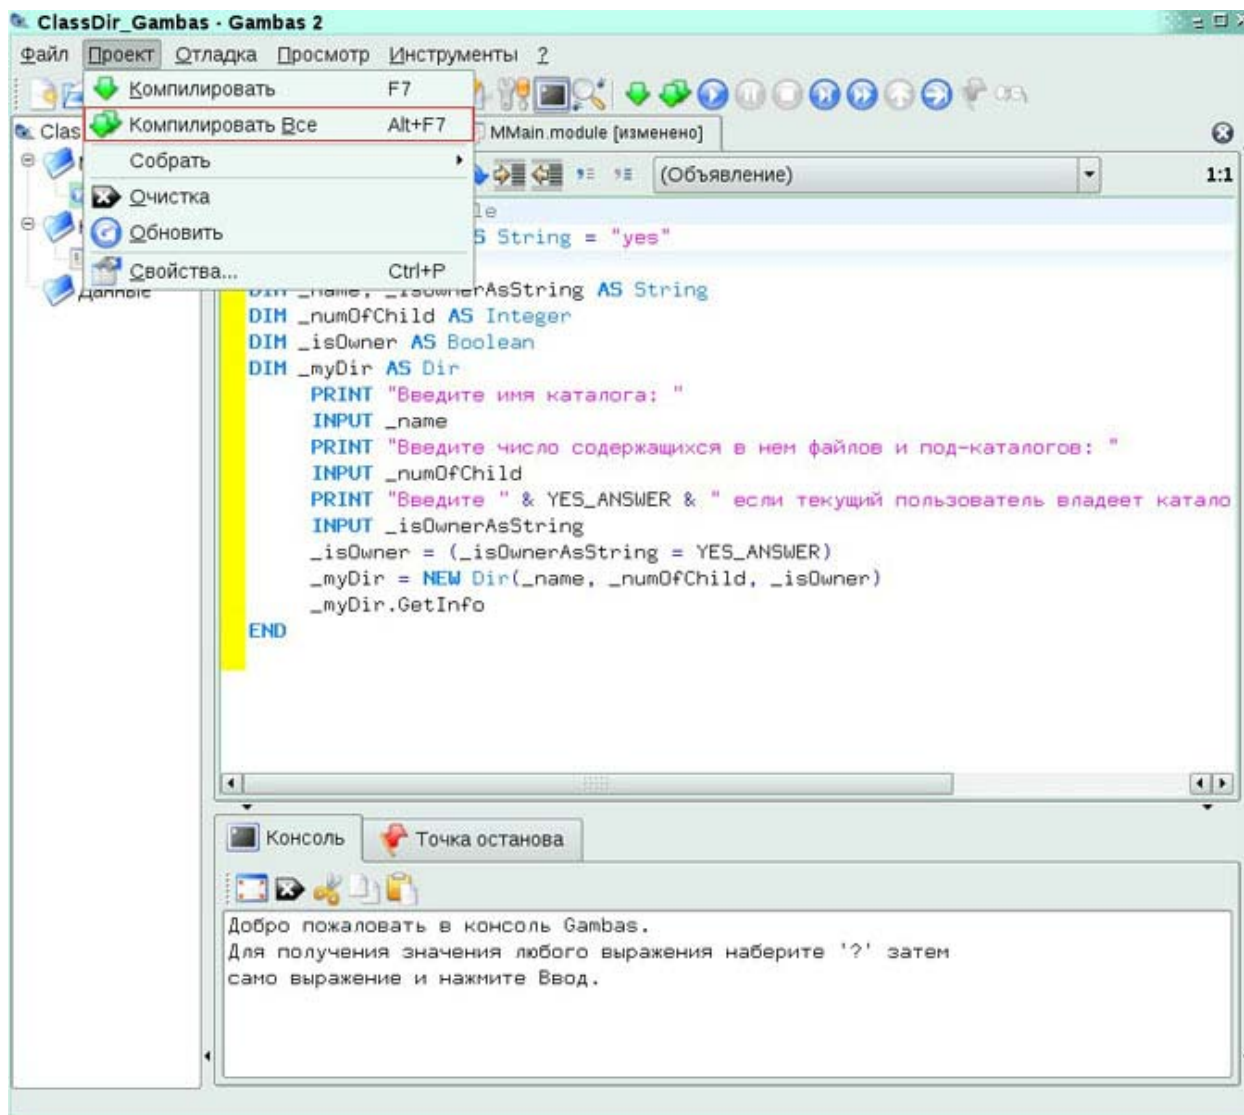 ClassDir_Gambas - Gambas 2
Файл Проект Отладка Просмотр Инструменты ?
Компилировать F7
Компилировать Все Alt+F7
Собрать
Очистка
Обновить
Свойства... Ctrl+P
Clas
MMain.module [изменено]
(Объявление) 1:1
Данные
le
S String = "yes"
DIM _name, _isOwnerAsString AS String
DIM _numOfChild AS Integer
DIM _isOwner AS Boolean
DIM _myDir AS Dir
PRINT "Введите имя каталога: "
INPUT _name
PRINT "Введите число содержащихся в нем файлов и под-каталогов: "
INPUT _numOfChild
PRINT "Введите " & YES_ANSWER & " если текущий пользователь владеет катало
INPUT _isOwnerAsString
_isOwner = (_isOwnerAsString = YES_ANSWER)
_myDir = NEW Dir(_name, _numOfChild, _isOwner)
_myDir.GetInfo
END
Консоль Точка останова
Добро пожаловать в консоль Gambas.
Для получения значения любого выражения наберите '?' затем
само выражение и нажмите Ввод.